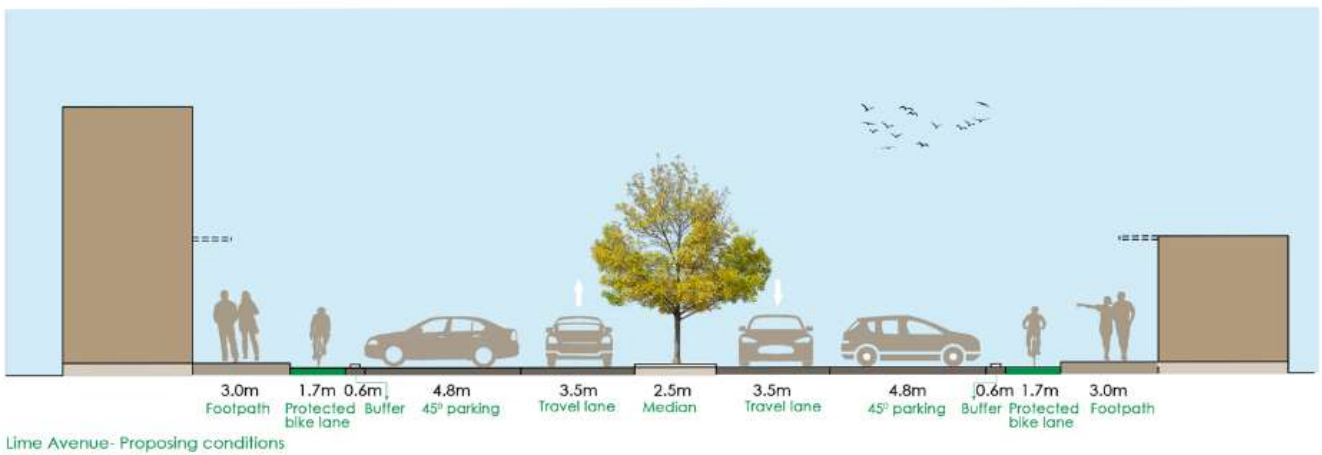 3.0m 1.7m 0.6m 4.8m 3.5m 2.5m 3.5m 4.8m 0.6m 1.7m 3.0m
Footpath Protected Buffer 45º parking Travel lane Median Travel lane 45º parking Buffer Protected Footpath
bike lane bike lane
Lime Avenue- Proposing conditions